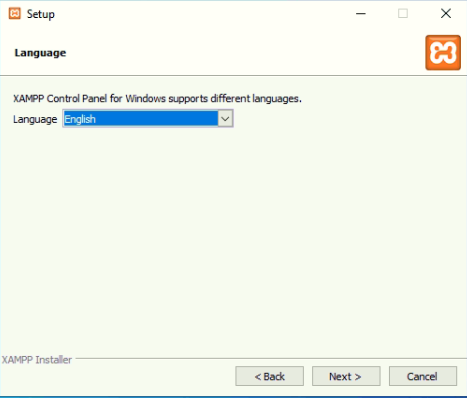 Setup
Language
XAMPP Control Panel for Windows supports different languages.
Language English
XAMPP Installer
< Back Next > Cancel